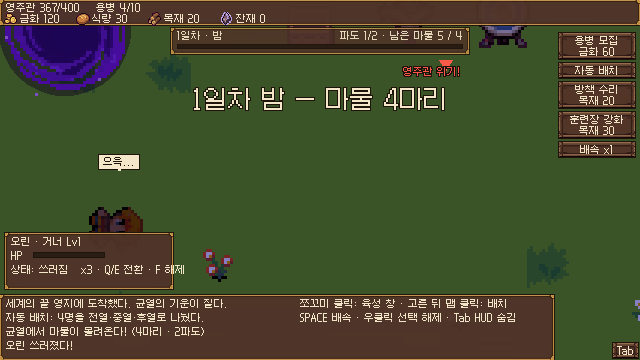 영주관 367/400 용병 4/10
금화 120 식량 30 목재 20 잔재 0
1일차 · 밤 파도 1/2 · 남은 마물 5 / 4
영주관 위기!
용병 모집
금화 60
자동 배치
방책 수리
목재 20
훈련장 강화
목재 30
배속 x1
1일차 밤 — 마물 4마리
으윽...
오린 · 거너 Lv1
HP
상태: 쓰러짐 x3 · Q/E 전환 · F 해제
세계의 끝 영지에 도착했다. 균열의 기운이 짙다.
자동 배치: 4명을 전열·중열·후열로 나눴다.
균열에서 마물이 몰려온다! (4마리 · 2파도)
오린 쓰러졌다!
쪼꼬미 클릭: 육성 창 · 고른 뒤 맵 클릭: 배치
SPACE 배속 · 우클릭 선택 해제 · Tab HUD 숨김
Tab